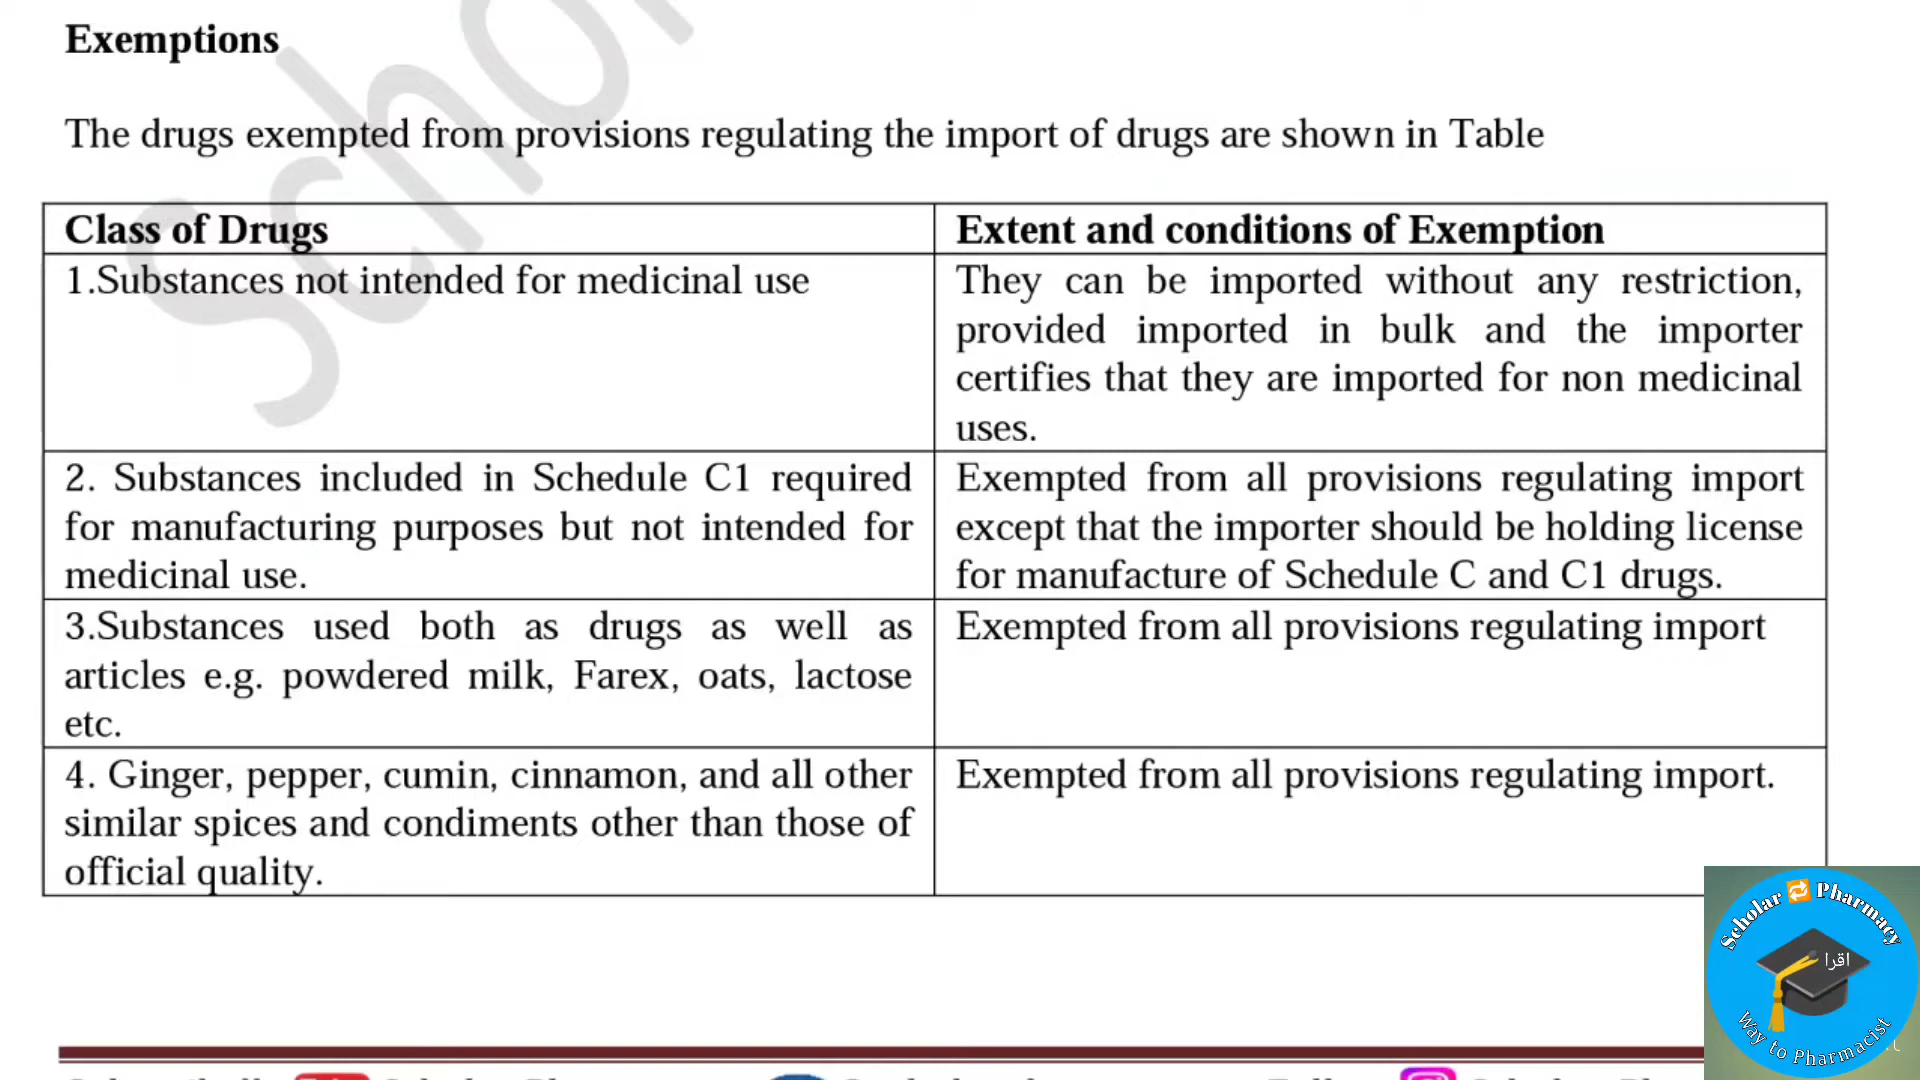 Exemptions
The drugs exempted from provisions regulating the import of drugs are shown in Table
Class of Drugs
Extent and conditions of Exemption
1.Substances not intended for medicinal use
They can be imported without any restriction,
provided imported in bulk and the importer
certifies that they are imported for non medicinal
uses.
2. Substances included in Schedule C1 required
for manufacturing purposes but not intended for
medicinal use.
Exempted from all provisions regulating import
except that the importer should be holding license
for manufacture of Schedule C and C1 drugs.
3.Substances used both as drugs as well as
articles e.g. powdered milk, Farex, oats, lactose
etc.
Exempted from all provisions regulating import
4. Ginger, pepper, cumin, cinnamon, and all other
similar spices and condiments other than those of
official quality.
Exempted from all provisions regulating import.
Scholar Pharmacy
اقرا
Way to Pharmacist